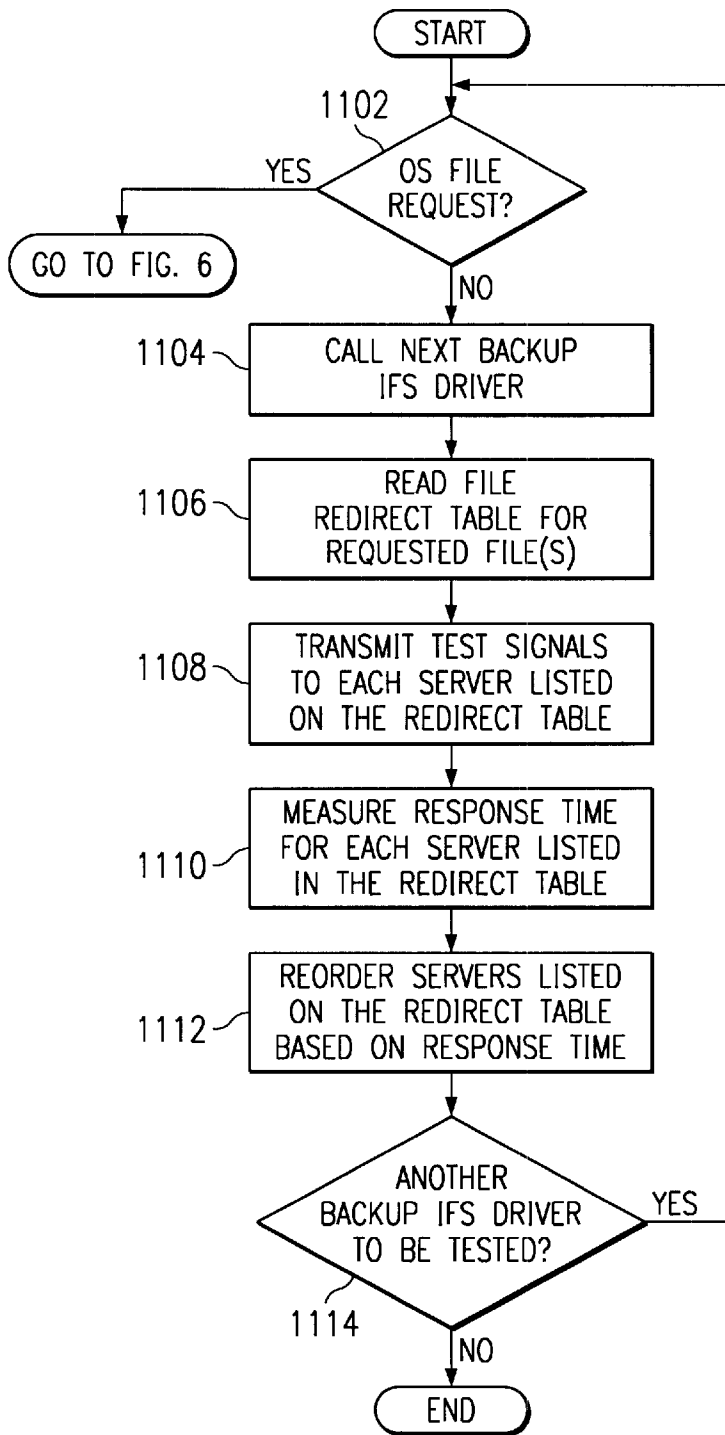 START
1102
YES
OS FILE
REQUEST?
GO TO FIG. 6
NO
1104
CALL NEXT BACKUP
IFS DRIVER
1106
READ FILE
REDIRECT TABLE FOR
REQUESTED FILE(S)
1108
TRANSMIT TEST SIGNALS
TO EACH SERVER LISTED
ON THE REDIRECT TABLE
1110
MEASURE RESPONSE TIME
FOR EACH SERVER LISTED
IN THE REDIRECT TABLE
1112
REORDER SERVERS LISTED
ON THE REDIRECT TABLE
BASED ON RESPONSE TIME
ANOTHER
BACKUP IFS DRIVER
TO BE TESTED?
YES
1114
NO
END